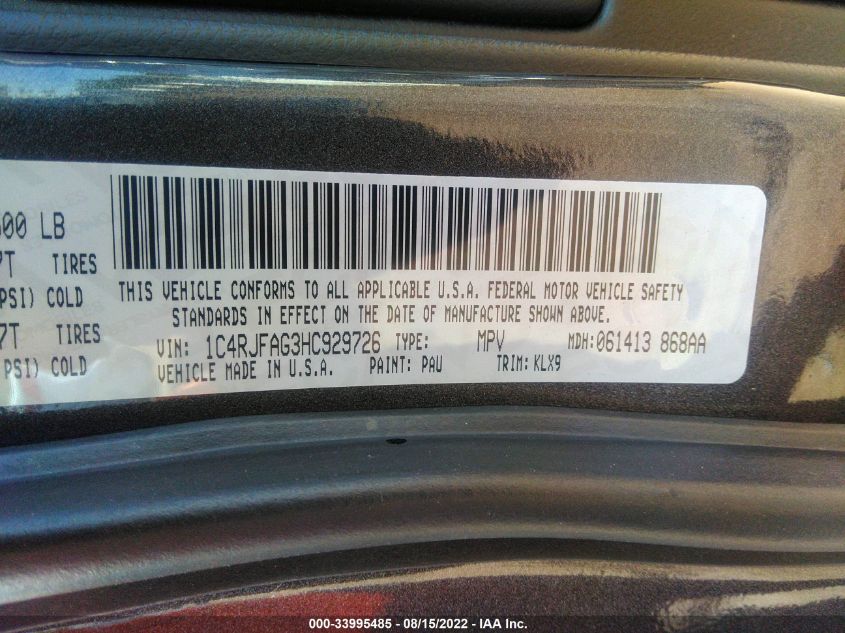 00 LB
7T TIRES
PSI) COLD
7T TIRES
PSI) COLD
THIS VEHICLE CONFORMS TO ALL APPLICABLE U.S.A. FEDERAL MOTOR VEHICLE SAFETY
STANDARDS IN EFFECT ON THE DATE OF MANUFACTURE SHOWN ABOVE.
VIN: 1C4RJFAG3HC929726 TYPE: MPV MDH:061413 868AA
VEHICLE MADE IN U.S.A. PAINT: PAU TRIM: KLX9
000-33995485 - 08/15/2022 - IAA Inc.